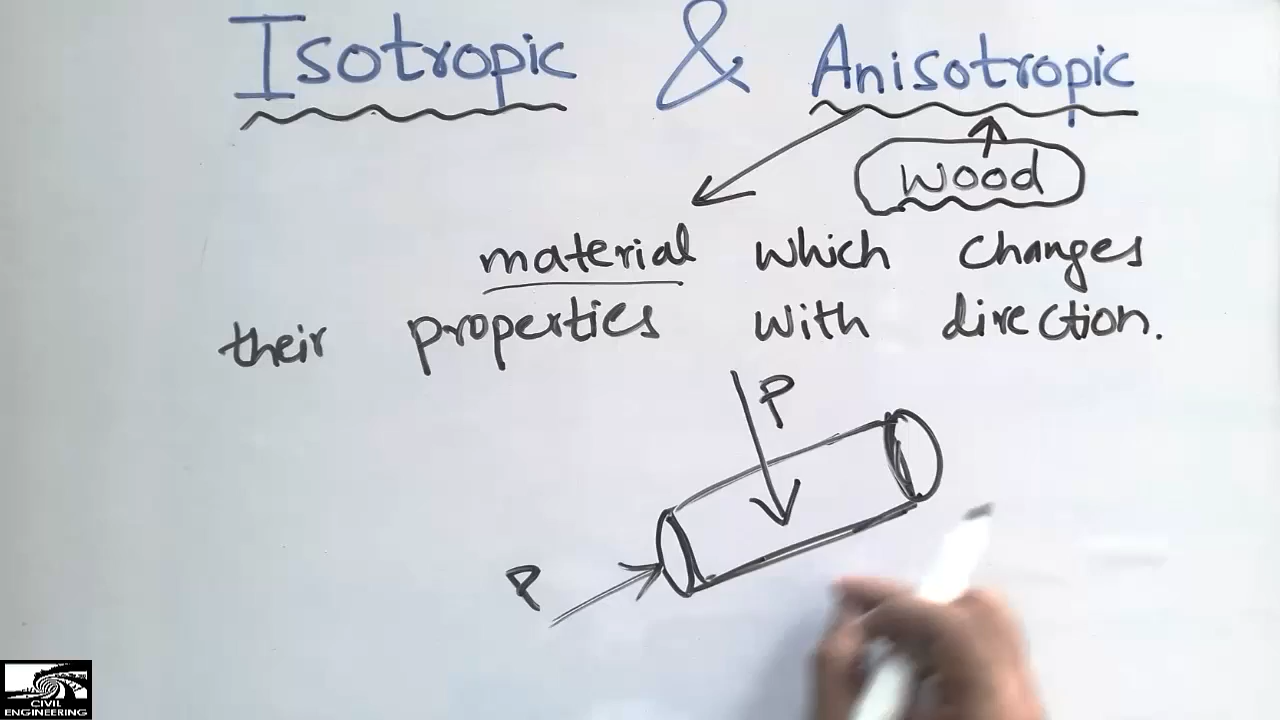 Isotropic & Anisotropic
Wood
material which changes
their properties with direction.
P
P
CIVIL
ENGINEERING